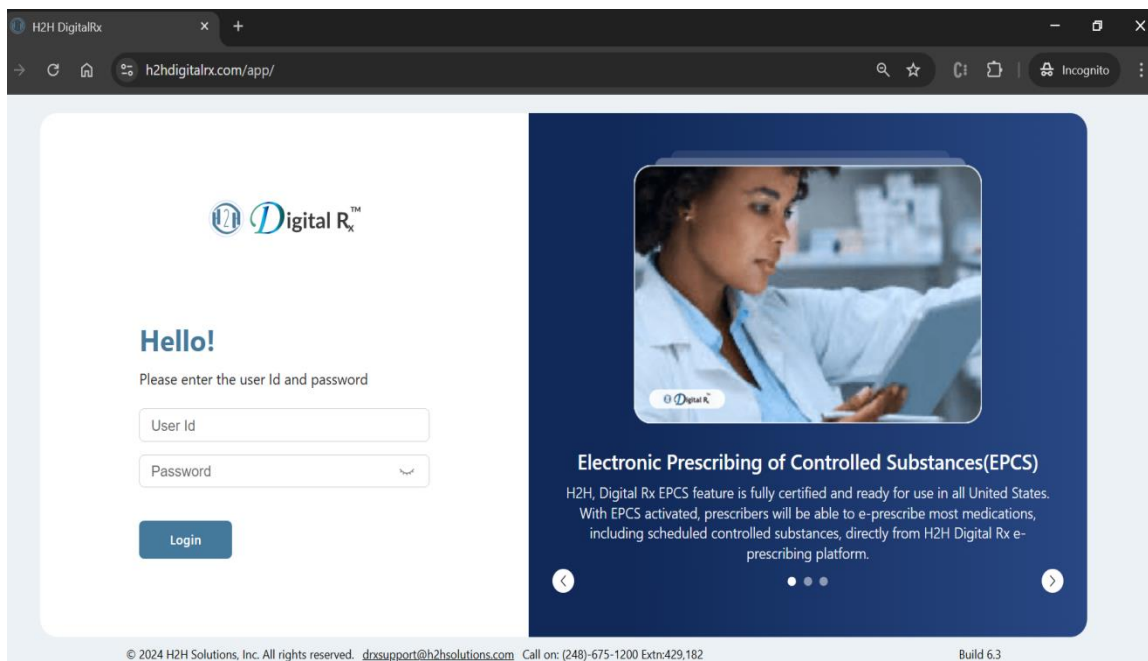 H2H DigitalRx
h2hdigitalrx.com/app/
Incognito
H2H Digital Rx™
Hello!
Please enter the user Id and password
User Id
Password
Login
Digital Rx™
Electronic Prescribing of Controlled Substances(EPCS)
H2H, Digital Rx EPCS feature is fully certified and ready for use in all United States.
With EPCS activated, prescribers will be able to e-prescribe most medications,
including scheduled controlled substances, directly from H2H Digital Rx e-
prescribing platform.
© 2024 H2H Solutions, Inc. All rights reserved. drxsupport@h2hsolutions.com Call on: (248)-675-1200 Extn:429,182
Build 6.3